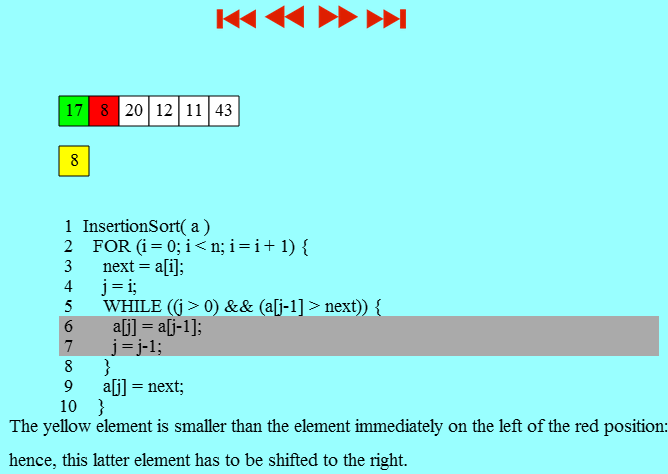 17 8 20 12 11 43
8
1 InsertionSort( a )
2 FOR (i = 0; i < n; i = i + 1) {
3 next = a[i];
4 j = i;
5 WHILE ((j > 0) && (a[j-1] > next)) {
6 a[j] = a[j-1];
7 j = j-1;
8 }
9 a[j] = next;
10 }
The yellow element is smaller than the element immediately on the left of the red position:
hence, this latter element has to be shifted to the right.